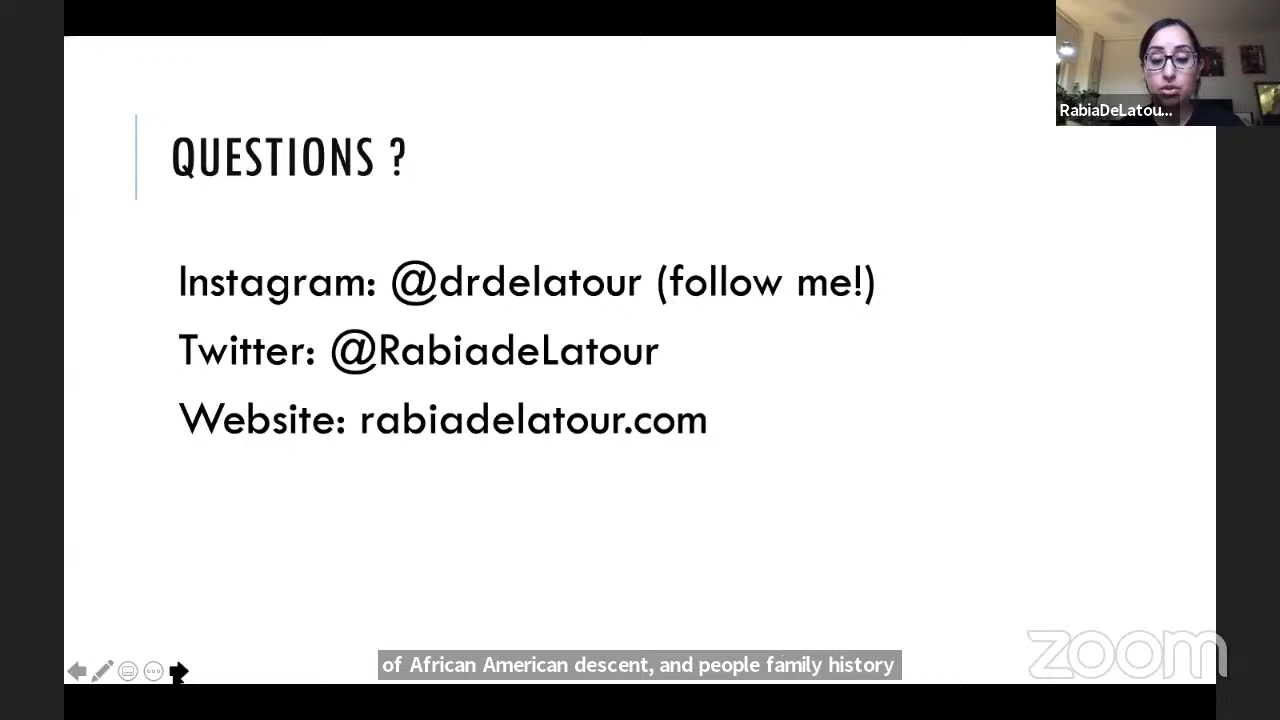 RabiaDeLatou...
QUESTIONS ?
Instagram: @drdelatour (follow me!)
Twitter: @RabiadeLatour
Website: rabiadelatour.com
of African American descent, and people family history
zoom